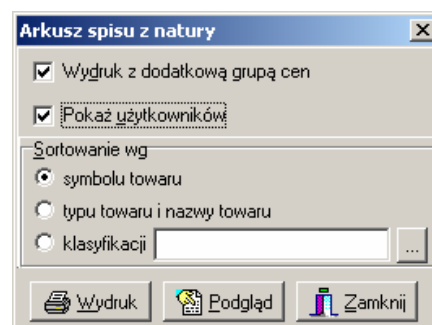 Arkusz spisu z natury
Wydruk z dodatkową grupą cen
Pokaż użytkowników
Sortowanie wg
symbolu towaru
typu towaru i nazwy towaru
klasyfikacji ...
Wydruk Podgląd Zamknij